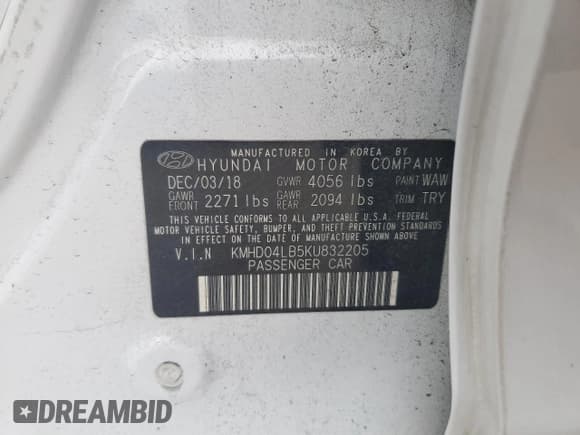 MANUFACTURED IN KOREA BY
HYUNDAI MOTOR COMPANY
DEC/03/18 GVWR 4056 lbs PAINT WAW
GAWR FRONT 2271 lbs GAWR REAR 2094 lbs TRIM TRY
THIS VEHICLE CONFORMS TO ALL APPLICABLE U.S.A. FEDERAL
MOTOR VEHICLE SAFETY, BUMPER, AND THEFT PREVENTION STANDARDS
IN EFFECT ON THE DATE OF MANUFACTURE SHOWN ABOVE.
V.I.N KMHD04LB5KU832205
PASSENGER CAR
DREAMBID